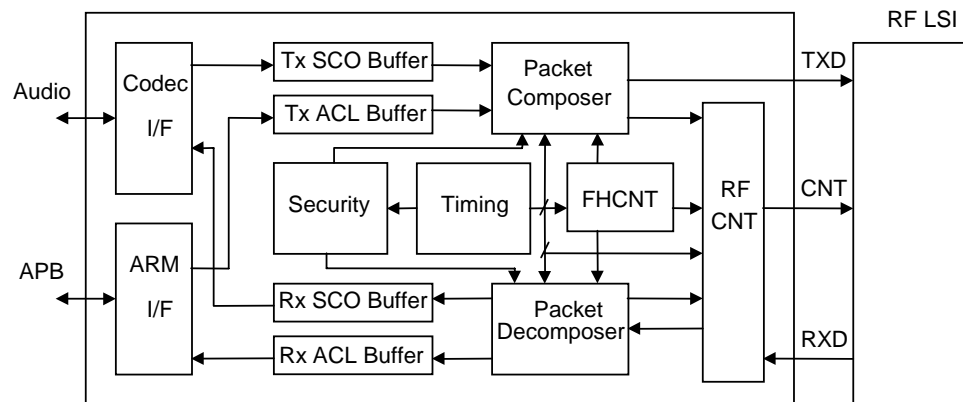 RF LSI
Tx SCO Buffer
Packet
Composer
TXD
Codec
I/F
Audio
Tx ACL Buffer
Security
Timing
FHCNT
RF
CNT
CNT
APB
ARM
I/F
Rx SCO Buffer
Packet
Decomposer
Rx ACL Buffer
RXD